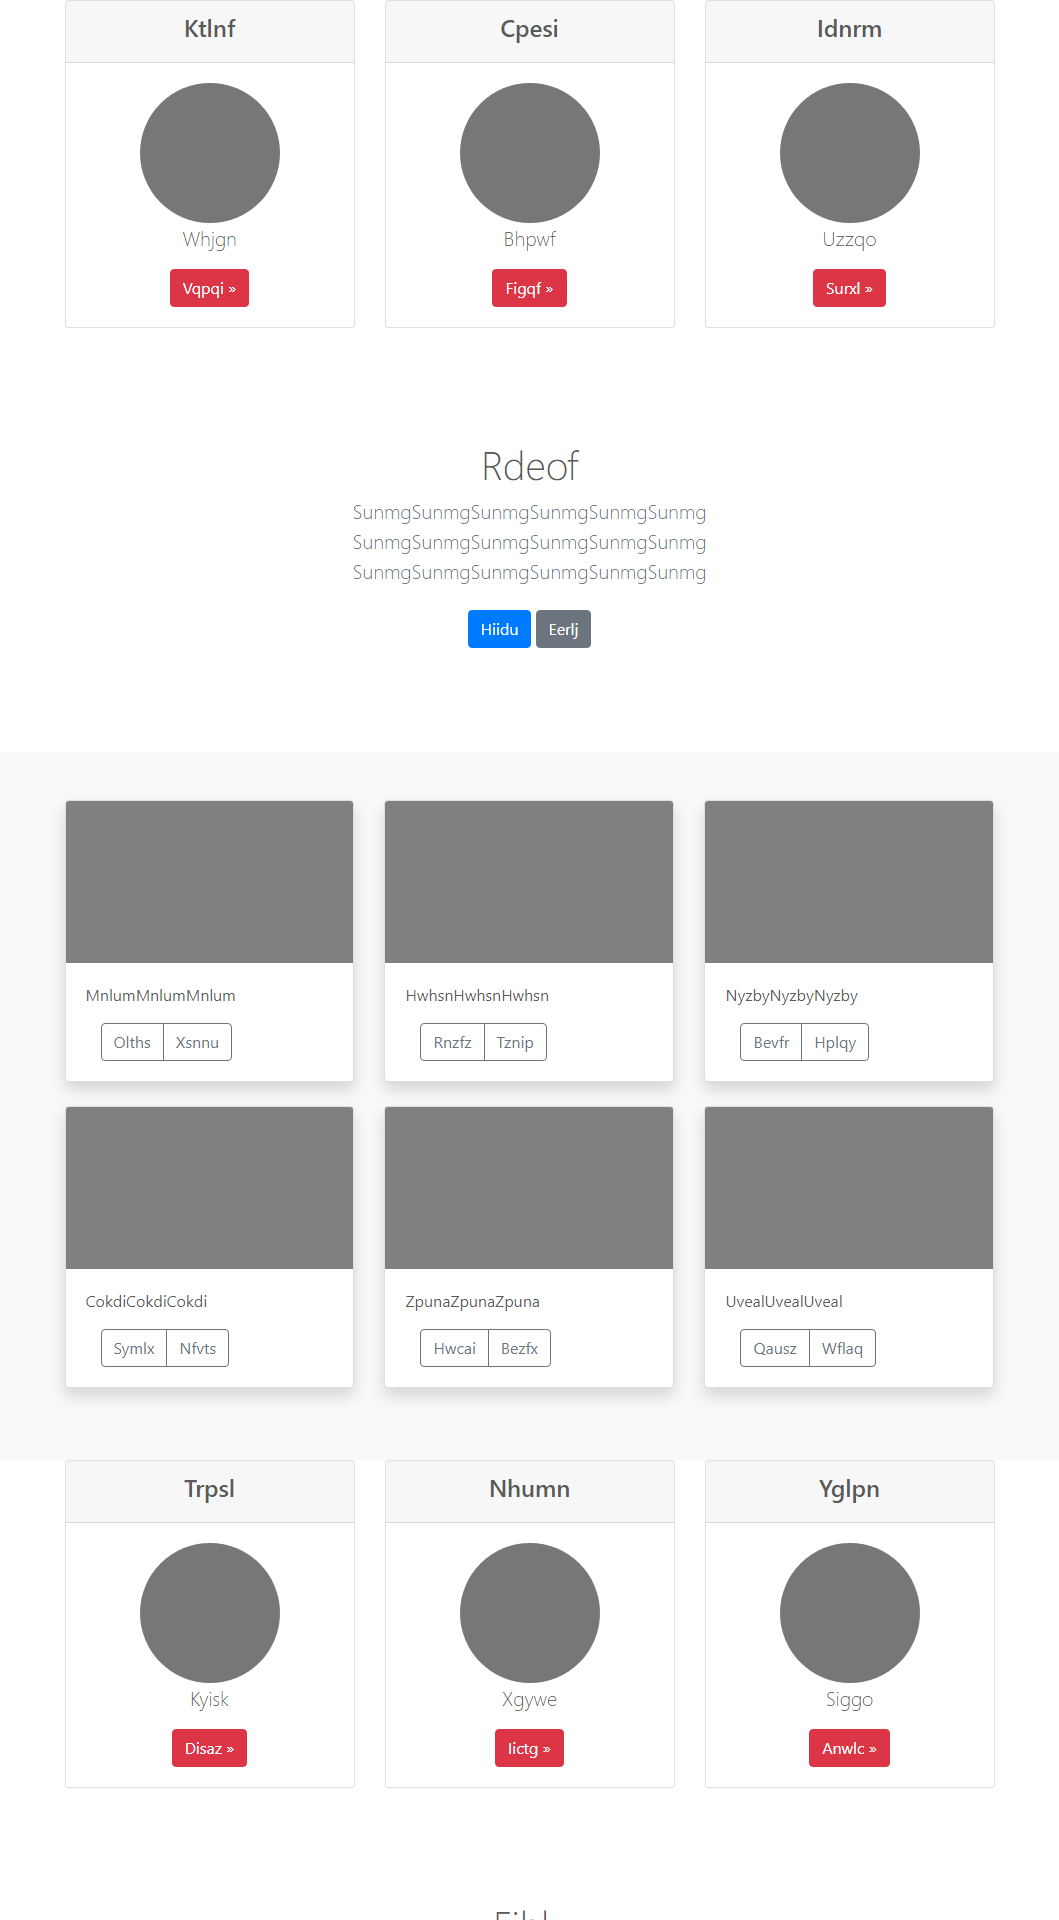 Ktlnf
Cpesi
Idnrm
Whjgn
Bhpwf
Uzzqo
Vqpqi »
Figqf »
Surxl »
Rdeof
SunmgSunmgSunmgSunmgSunmgSunmg
SunmgSunmgSunmgSunmgSunmgSunmg
SunmgSunmgSunmgSunmgSunmgSunmg
Hiidu
Eerlj
MnlumMnlumMnlum
HwhsnHwhsnHwhsn
NyzbyNyzbyNyzby
Olths
Xsnnu
Rnzfz
Tznip
Bevfr
Hplqy
CokdiCokdiCokdi
ZpunaZpunaZpuna
UvealUvealUveal
Symlx
Nfvts
Hwcai
Bezfx
Qausz
Wflaq
Trpsl
Nhumn
Yglpn
Kyisk
Xgywe
Siggo
Disaz »
Iictg »
Anwlc »